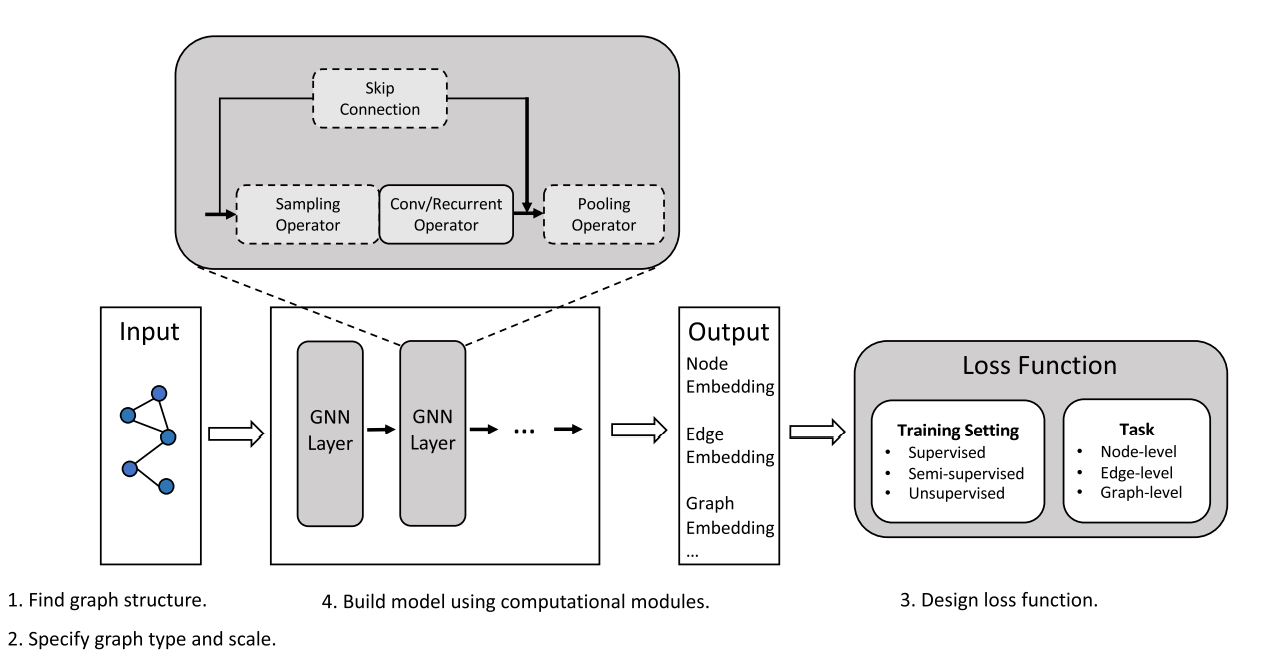 Skip
Connection
Sampling
Operator
Conv/Recurrent
Operator
Pooling
Operator
Input
GNN
Layer
GNN
Layer
...
Output
Node
Embedding
Edge
Embedding
Graph
Embedding
...
Loss Function
Training Setting
• Supervised
• Semi-supervised
• Unsupervised
Task
• Node-level
• Edge-level
• Graph-level
1. Find graph structure.
2. Specify graph type and scale.
4. Build model using computational modules.
3. Design loss function.